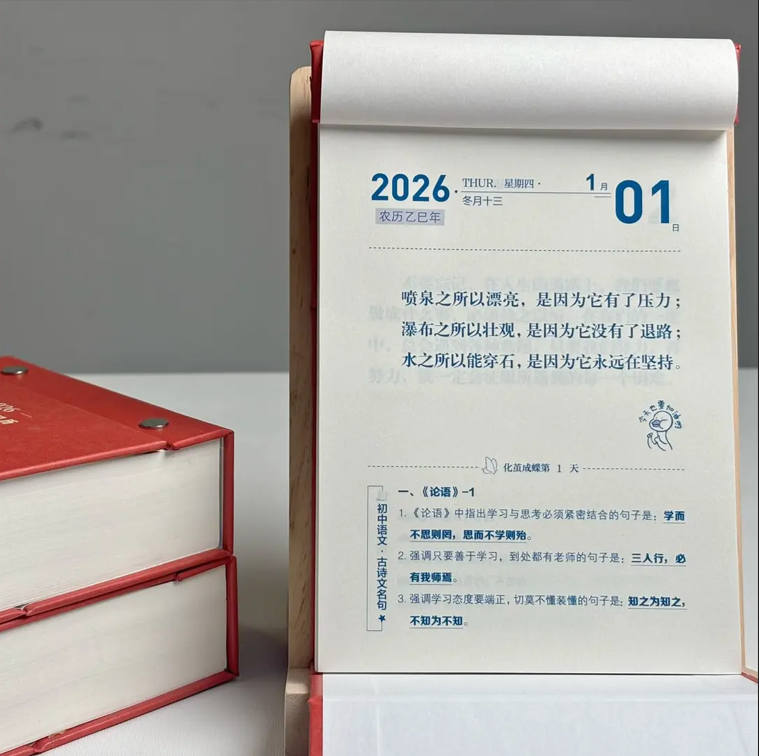 2026
THUR. 星期四·
1月
01日
农历乙巳年
冬月十三
喷泉之所以漂亮，是因为它有了压力；
瀑布之所以壮观，是因为它没有了退路；
水之所以能穿石，是因为它永远在坚持。
今天也要加油鸭
化茧成蝶第 1 天
初中语文·古诗文名句★
一、《论语》-1
1.《论语》中指出学习与思考必须紧密结合的句子是：学而
不思则罔，思而不学则殆。
2. 强调只要善于学习，到处都有老师的句子是：三人行，必
有我师焉。
3. 强调学习态度要端正，切莫不懂装懂的句子是：知之为知之，
不知为不知。